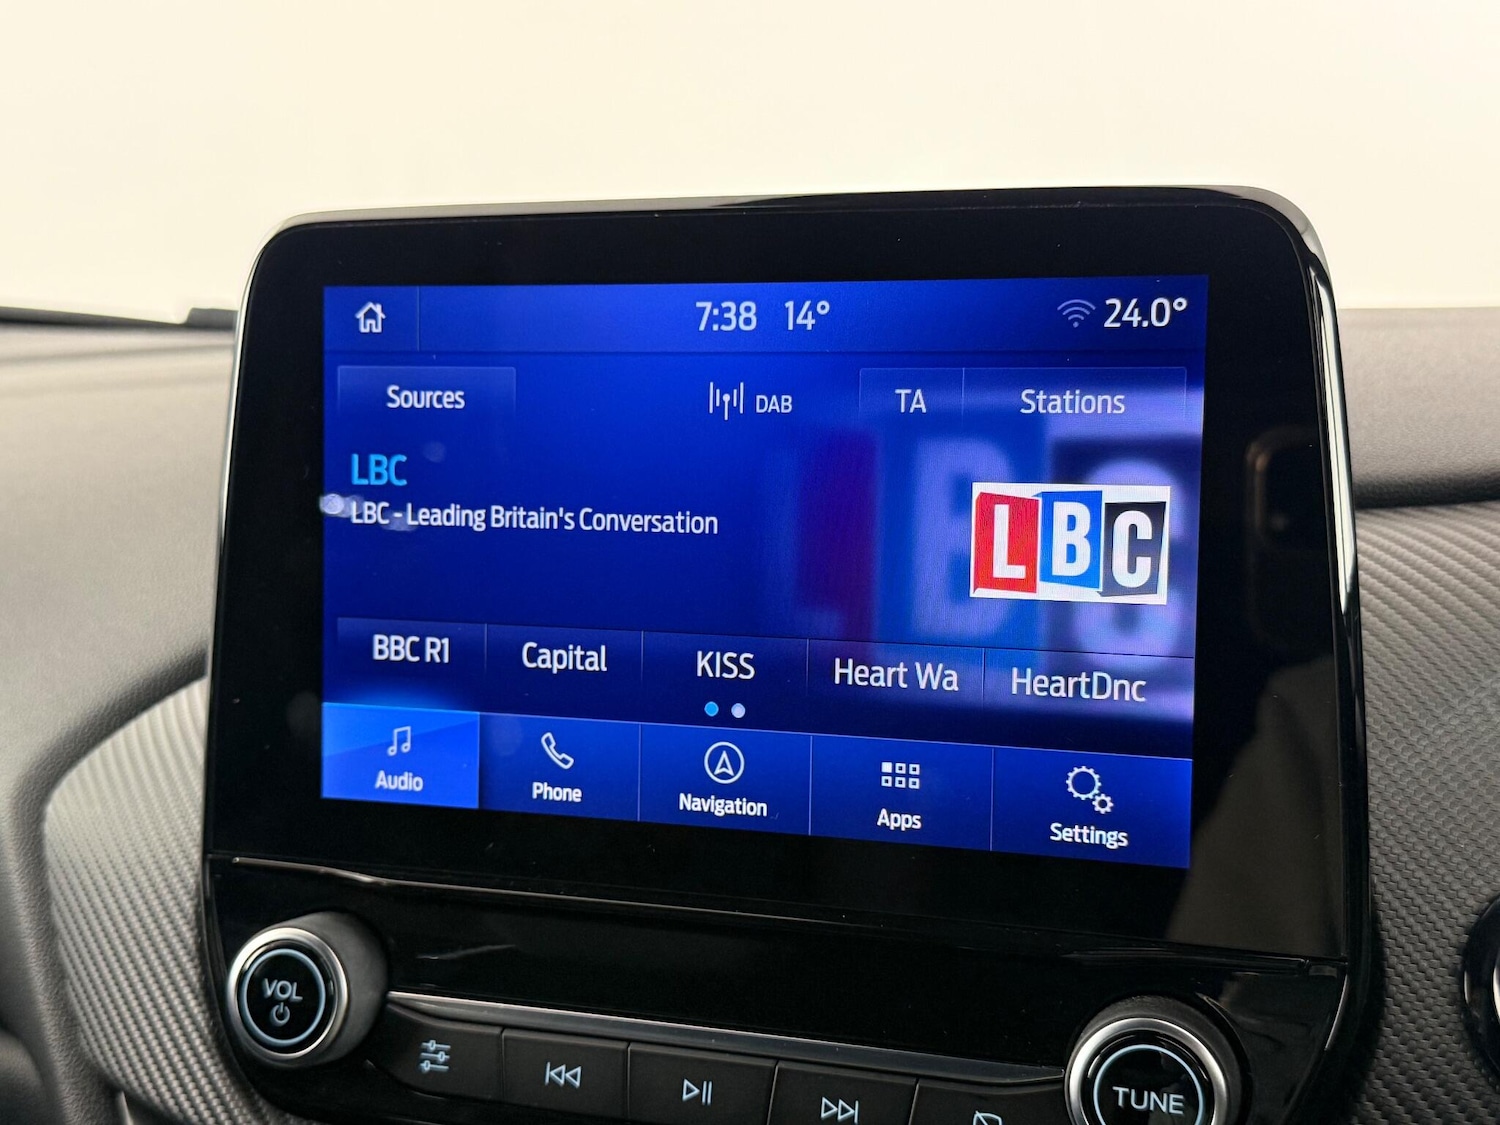 7:38 14° 24.0°
Sources DAB TA Stations
LBC
LBC - Leading Britain's Conversation
LBC
BBC R1 Capital KISS Heart Wa HeartDnc
Audio Phone Navigation Apps Settings
VOL
TUNE